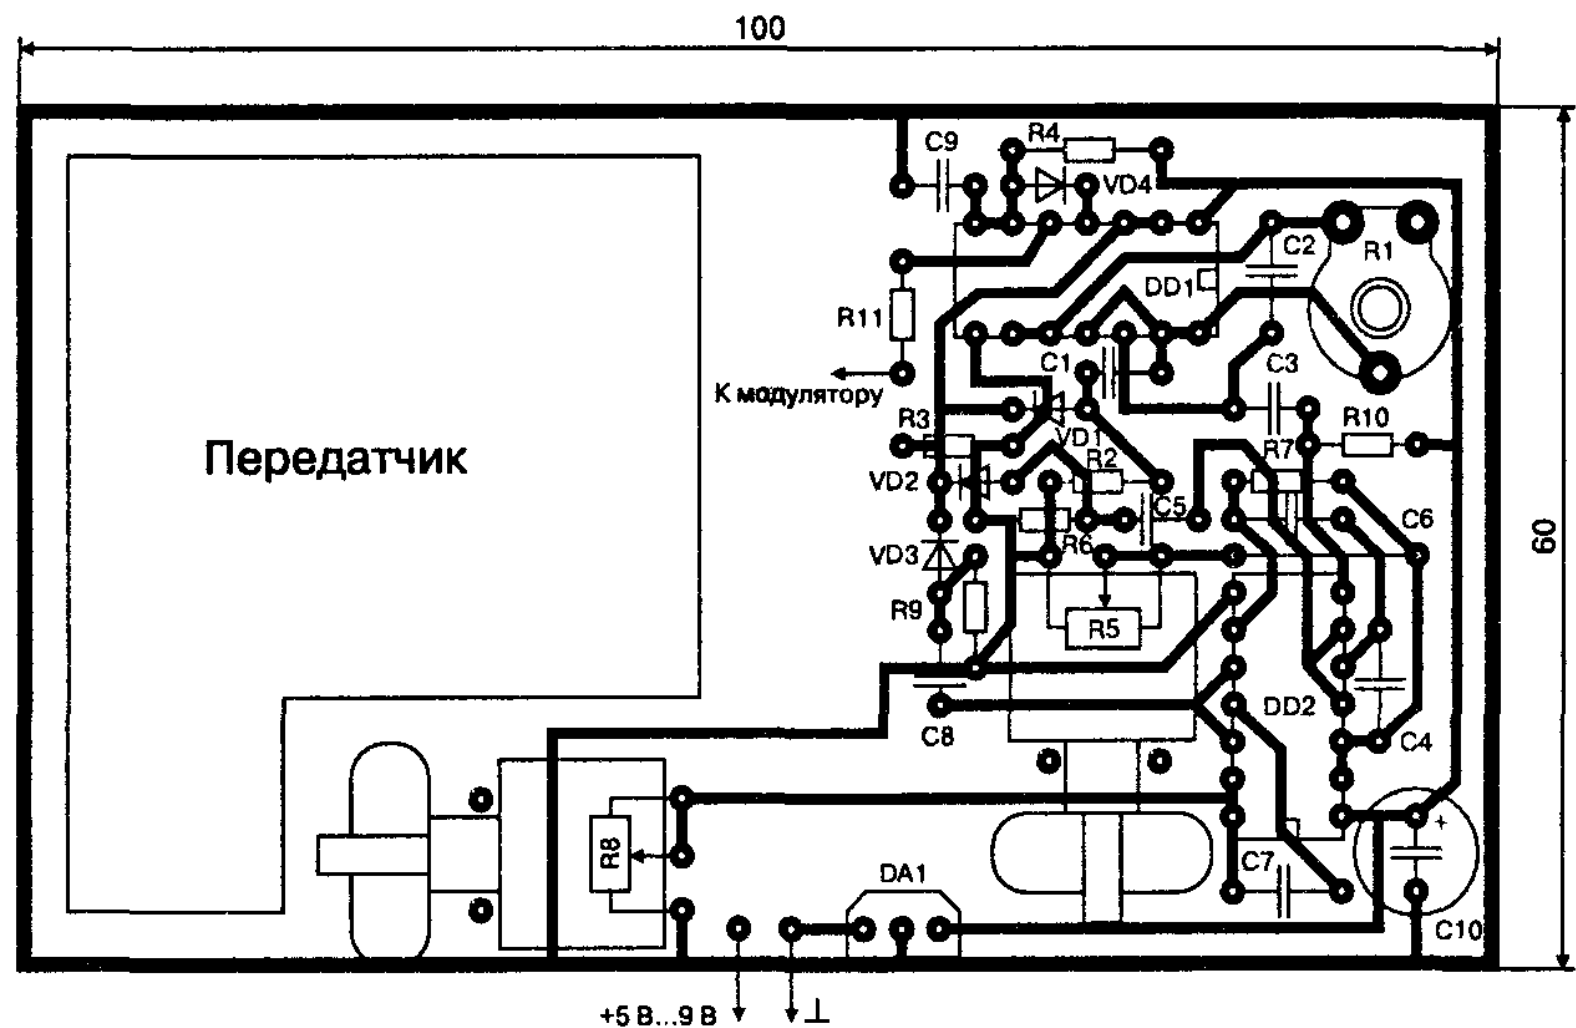 100
C9
R4
VD4
C2
R1
DD1
R11
C1
C3
К модулятору
R3
R10
VD1
R7
Передатчик
R2
VD2
C5
C6
60
R6
VD3
R9
R5
DD2
C8
C4
R8
+
C7
DA1
C10
+5 В...9 В
⊥